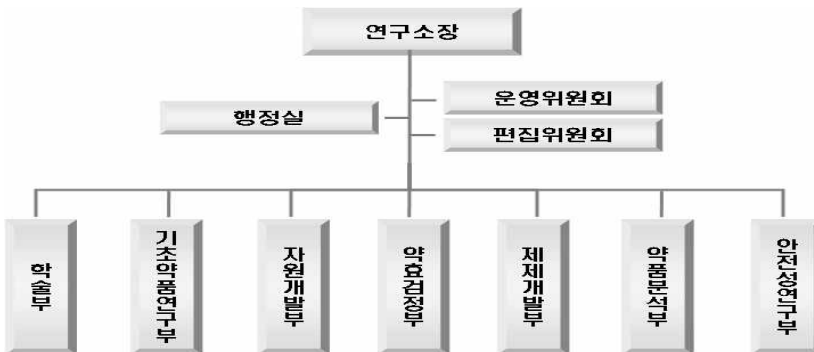 연구소장
운영위원회
행정실
편집위원회
학술부
기초약품연구부
자원개발부
약효검정부
제제개발부
약품분석부
안전성연구부